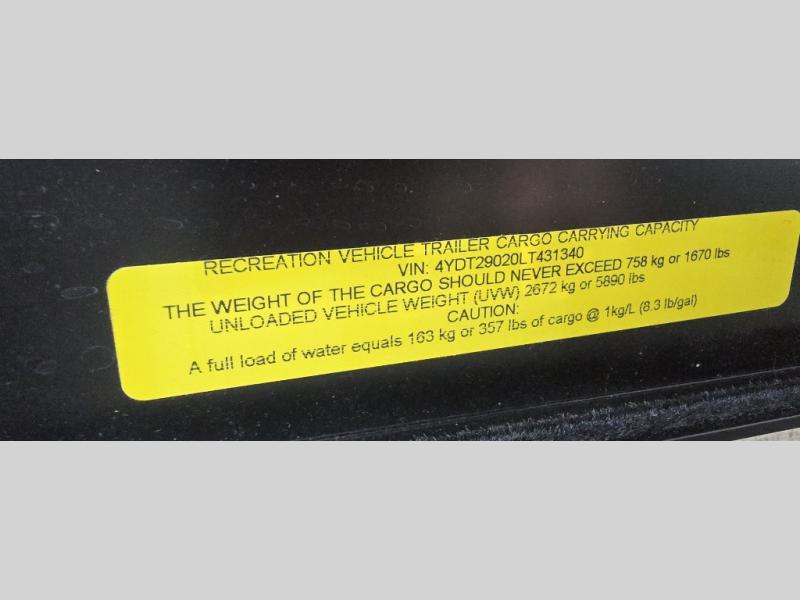 RECREATION VEHICLE TRAILER CARGO CARRYING CAPACITY
VIN: 4YDT29020LT431340
THE WEIGHT OF THE CARGO SHOULD NEVER EXCEED 758 kg or 1670 lbs
UNLOADED VEHICLE WEIGHT (UVW) 2672 kg or 5890 lbs
CAUTION:
A full load of water equals 163 kg or 357 lbs of cargo @ 1kg/L (8.3 lb/gal)